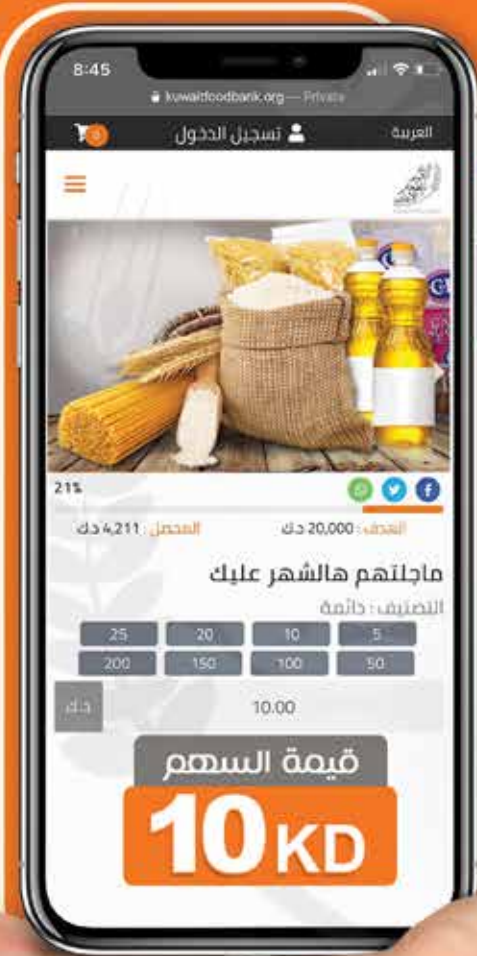 8:45
kuwaitfoodbank.org — Private
العربية
تسجيل الدخول
0
21%
الهدف : 20,000 د.ك
المحصل : 4,211 د.ك
ماجلتهم هالشهر عليك
التصنيف : دائمة
5
10
20
25
50
100
150
200
10.00
د.ك
قيمة السهم
10 KD